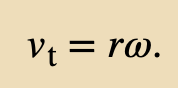 vₜ = rω.